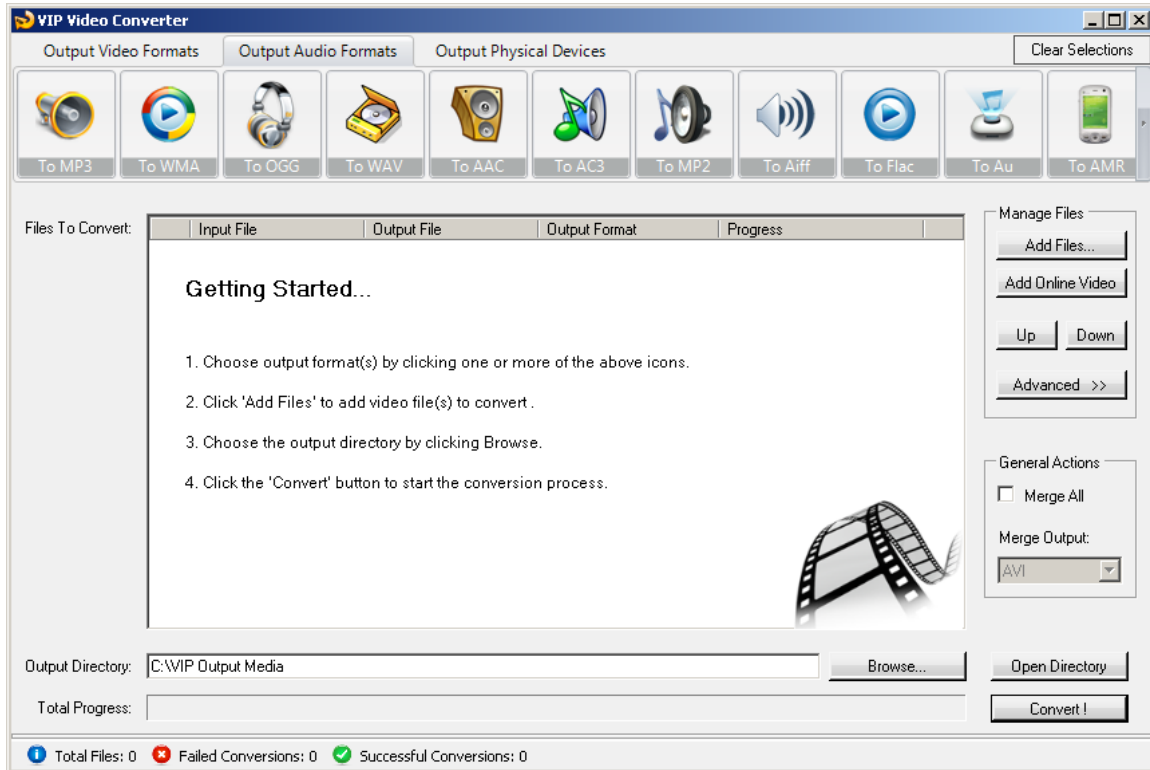 VIP Video Converter
Output Video Formats Output Audio Formats Output Physical Devices Clear Selections
To MP3 To WMA To OGG To WAV To AAC To AC3 To MP2 To Aiff To Flac To Au To AMR
Files To Convert:
Input File Output File Output Format Progress
Getting Started...
1. Choose output format(s) by clicking one or more of the above icons.
2. Click 'Add Files' to add video file(s) to convert .
3. Choose the output directory by clicking Browse.
4. Click the 'Convert' button to start the conversion process.
Manage Files
Add Files...
Add Online Video
Up Down
Advanced >>
General Actions
Merge All
Merge Output:
AVI
Output Directory: C:\VIP Output Media Browse... Open Directory
Total Progress: Convert !
Total Files: 0 Failed Conversions: 0 Successful Conversions: 0